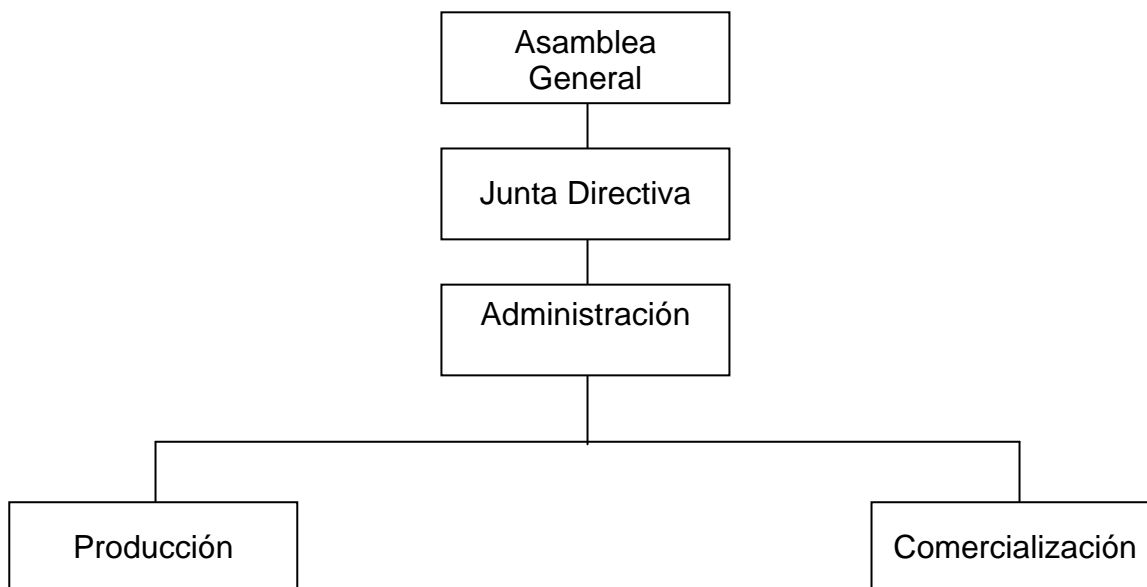 Asamblea
General
Junta Directiva
Administración
Producción
Comercialización